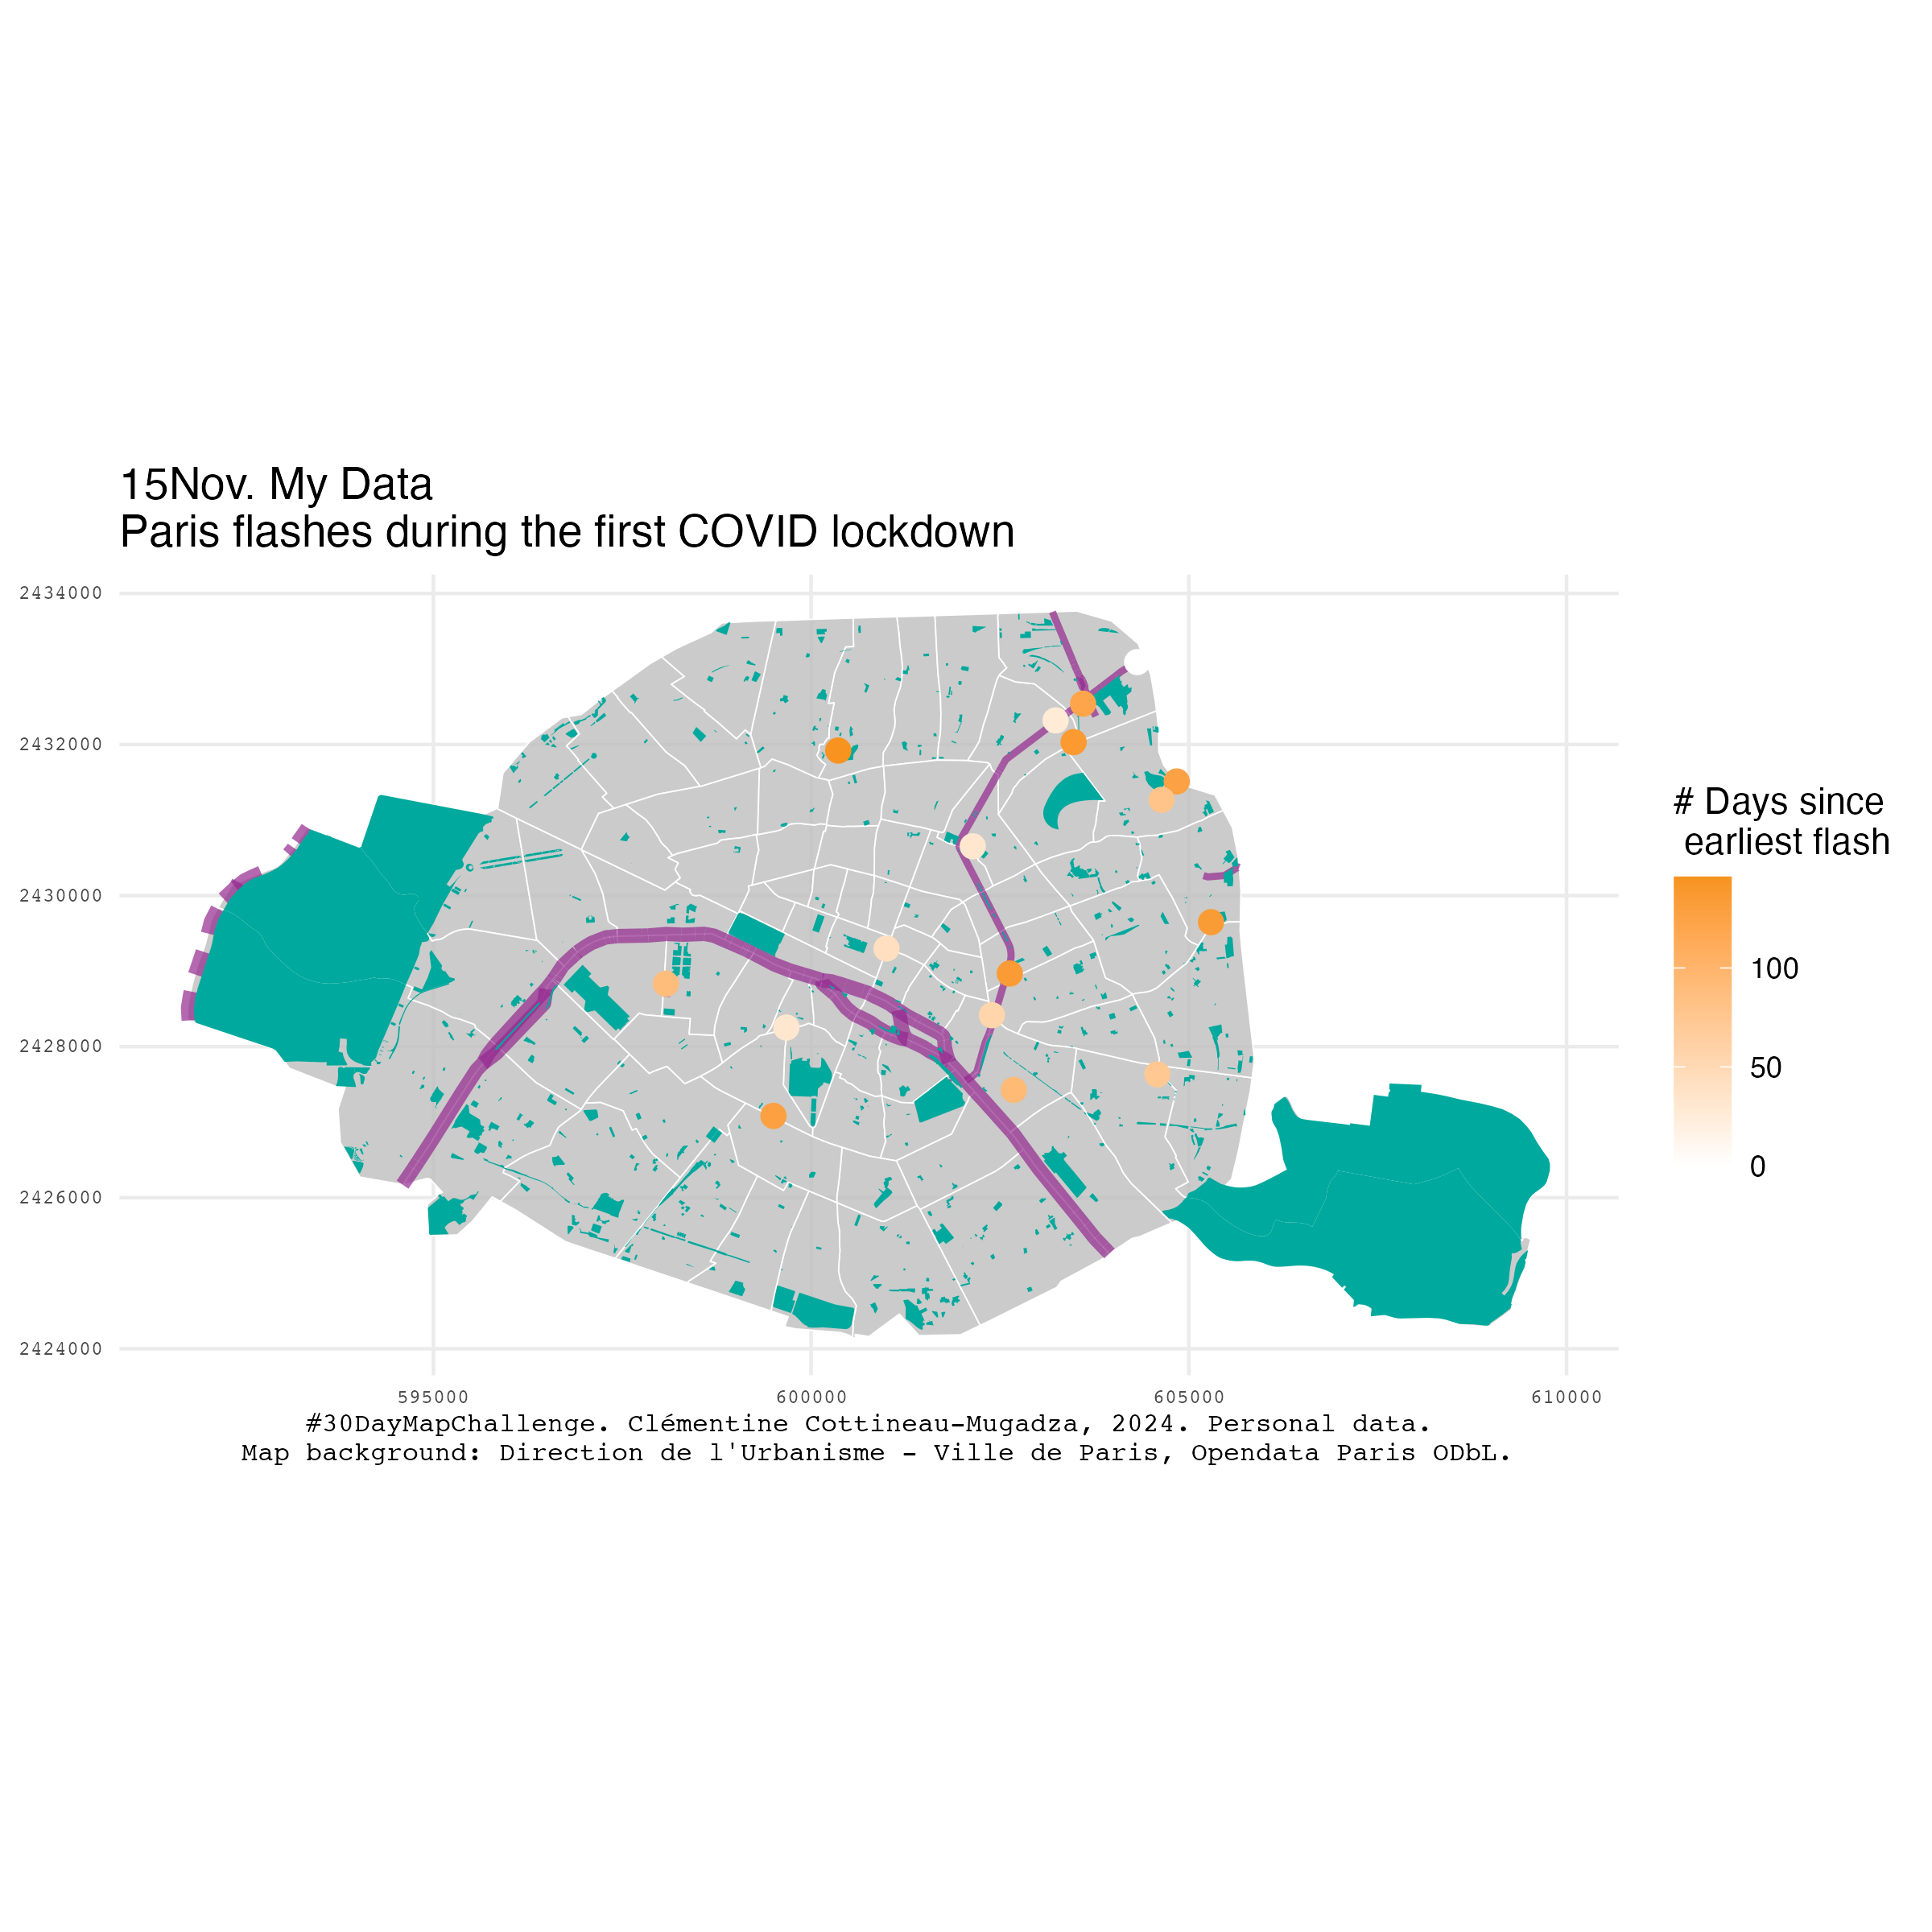 15Nov. My Data
Paris flashes during the first COVID lockdown
2434000
2432000
2430000
2428000
2426000
2424000
595000
600000
605000
610000
# Days since
earliest flash
100
50
0
#30DayMapChallenge. Clémentine Cottineau-Mugadza, 2024. Personal data.
Map background: Direction de l'Urbanisme - Ville de Paris, Opendata Paris ODbL.